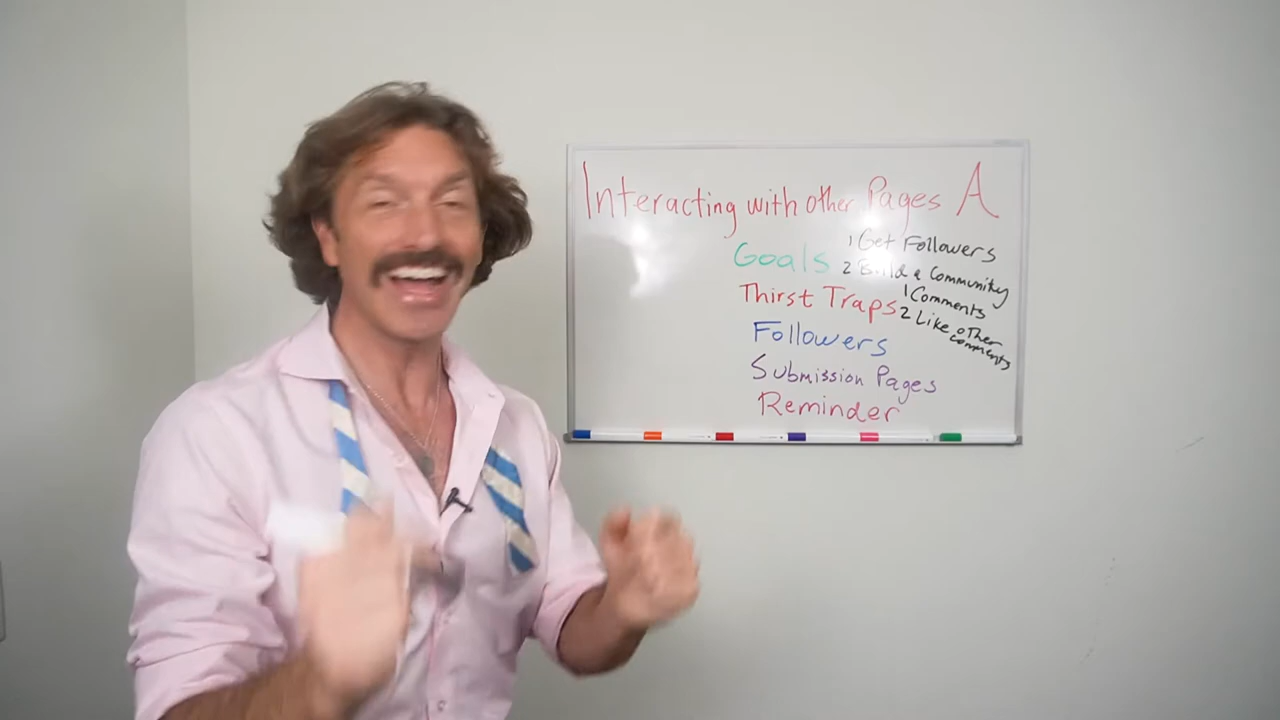 Interacting with other Pages A
Goals 1 Get Followers
2 Build a Community
Thirst Traps 1 Comments
2 Like other
comments
Followers
Submission Pages
Reminder